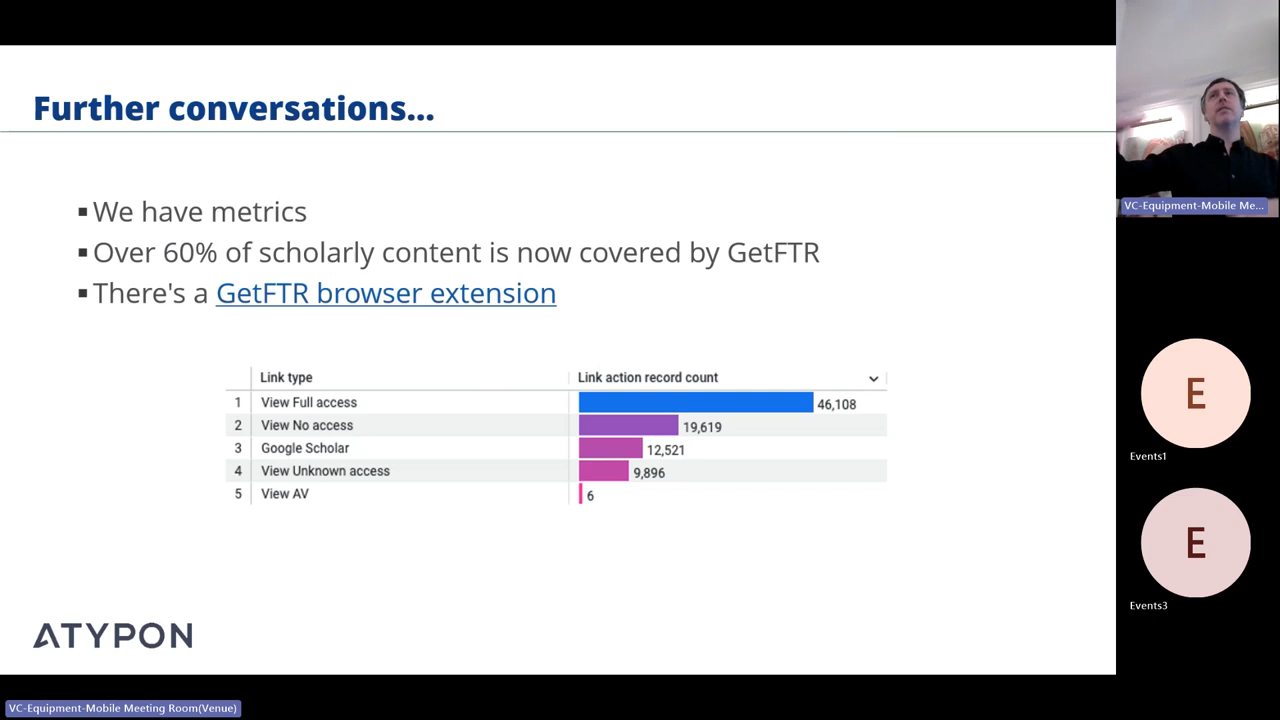 Further conversations...
▪We have metrics
▪Over 60% of scholarly content is now covered by GetFTR
▪There's a GetFTR browser extension
Link type Link action record count
1 View Full access 46,108
2 View No access 19,619
3 Google Scholar 12,521
4 View Unknown access 9,896
5 View AV 6
ATYPON
VC-Equipment-Mobile Meeting Room(Venue)
VC-Equipment-Mobile Me...
E
Events1
E
Events3